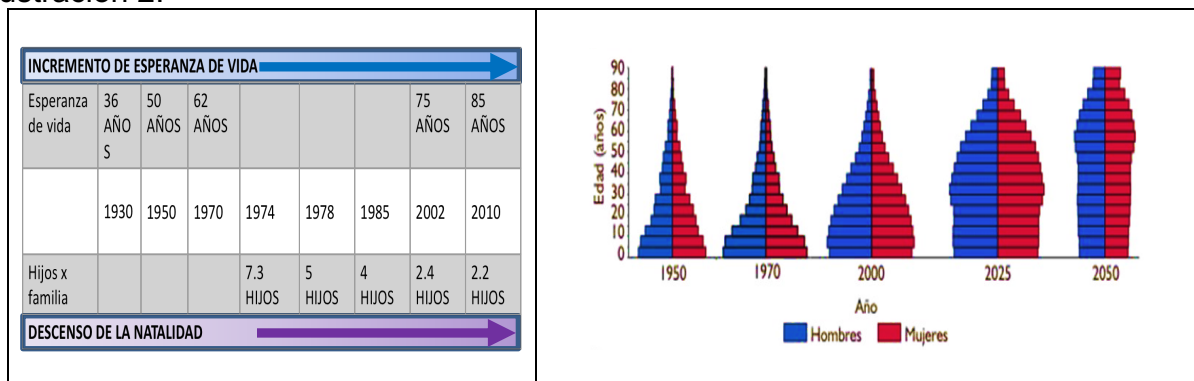 INCREMENTO DE ESPERANZA DE VIDA
Esperanza de vida
36 AÑO S
50 AÑOS
62 AÑOS
75 AÑOS
85 AÑOS
1930
1950
1970
1974
1978
1985
2002
2010
Hijos x familia
7.3 HIJOS
5 HIJOS
4 HIJOS
2.4 HIJOS
2.2 HIJOS
DESCENSO DE LA NATALIDAD
Edad (años)
90
80
70
60
50
40
30
20
10
0
1950
1970
2000
2025
2050
Año
Hombres
Mujeres